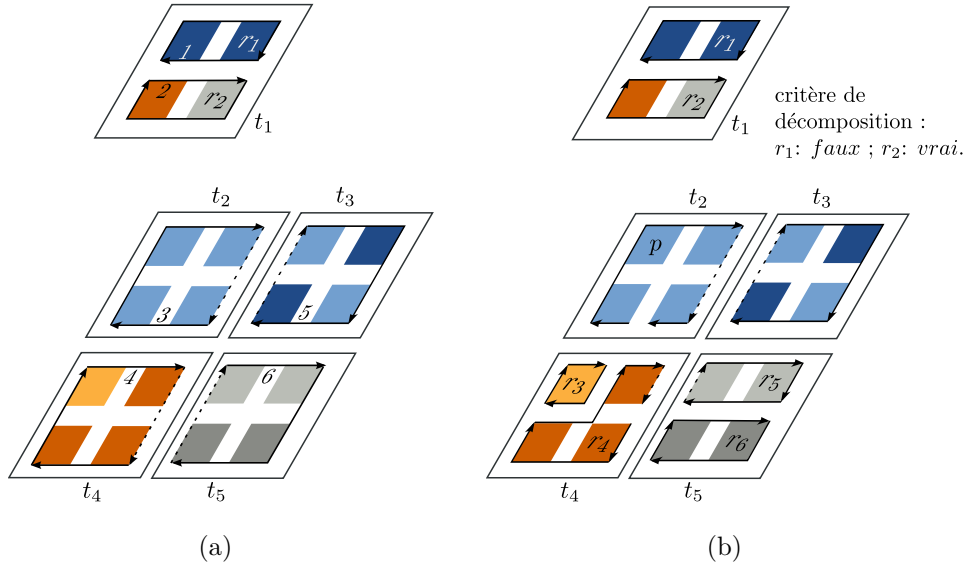 1 r₁
2 r₂
t₁
t₂ t₃
3 5
4 6
t₄ t₅
(a)
r₁
r₂
t₁
critère de
décomposition :
r₁: faux ; r₂: vrai.
t₂ t₃
p
r₃ r₅
r₄ r₆
t₄ t₅
(b)